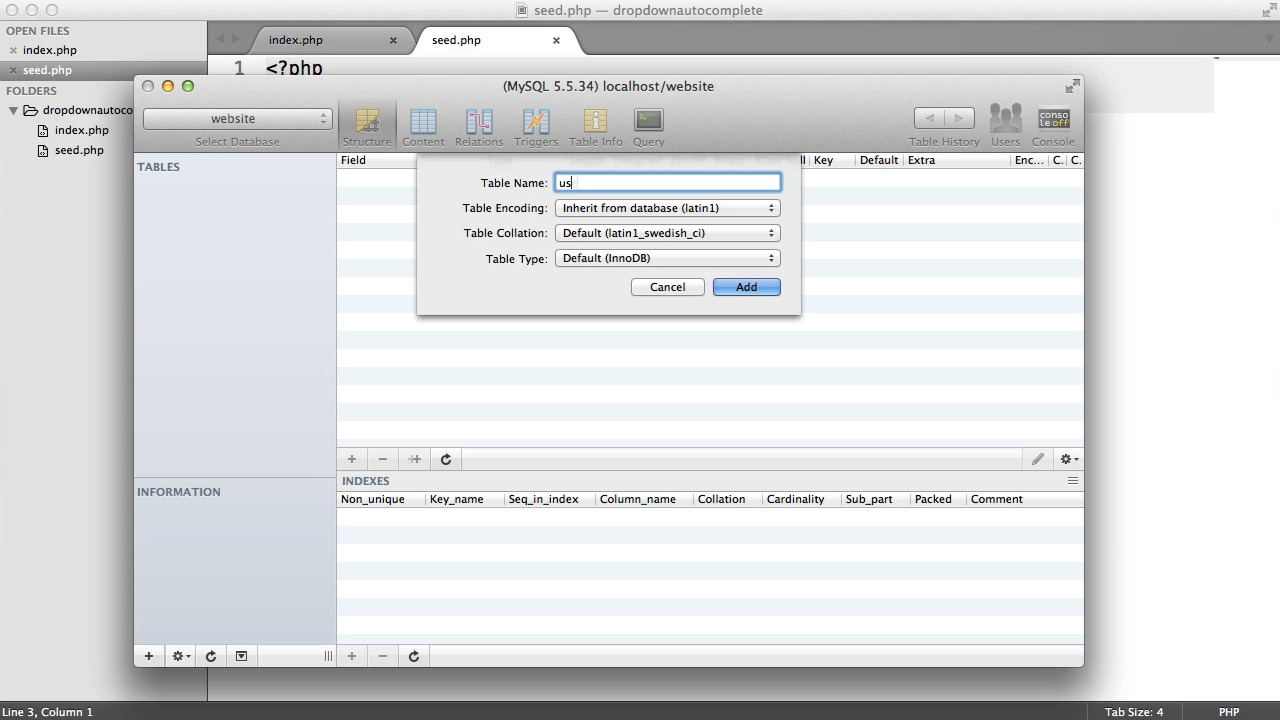 seed.php — dropdownautocomplete
OPEN FILES
index.php
seed.php
FOLDERS
dropdownautoco
index.php
seed.php
index.php
seed.php
1 <?php
(MySQL 5.5.34) localhost/website
website
Select Database
Structure Content Relations Triggers Table Info Query
Table History Users Console
console off
TABLES
Field Key Default Extra Enc... C. C.
Table Name: us
Table Encoding: Inherit from database (latin1)
Table Collation: Default (latin1_swedish_ci)
Table Type: Default (InnoDB)
Cancel Add
INDEXES
INFORMATION
Non_unique Key_name Seq_in_index Column_name Collation Cardinality Sub_part Packed Comment
Line 3, Column 1
Tab Size: 4 PHP